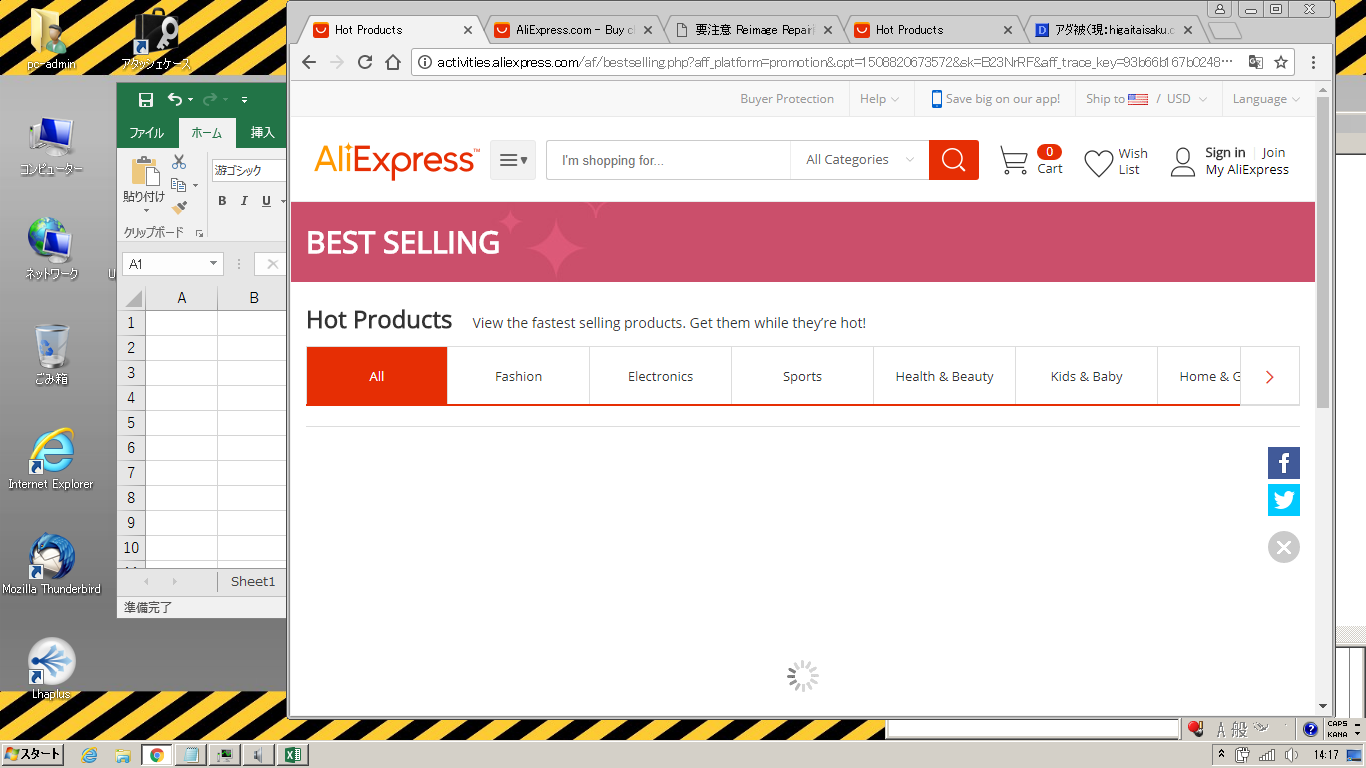 pc-admin
アタッシェケース
コンピューター
ネットワーク
U
ごみ箱
Internet Explorer
Mozilla Thunderbird
Lhaplus
ファイル ホーム 挿入
貼り付け
游ゴシック
B I U
クリップボード
A1
A B
1
2
3
4
5
6
7
8
9
10
Sheet1
準備完了
Hot Products
AliExpress.com - Buy c
要注意 Reimage Repair
Hot Products
activities.aliexpress.com/af/bestselling.php?aff_platform=promotion&cpt=1508820673572&sk=B23NrRF&aff_trace_key=93b66b167b0248…
Buyer Protection Help Save big on our app! Ship to / USD Language
AliExpress™
I'm shopping for... All Categories
0
Cart
Wish
List
Sign in Join
My AliExpress
BEST SELLING
Hot Products View the fastest selling products. Get them while they're hot!
All Fashion Electronics Sports Health & Beauty Kids & Baby Home & G
A 般 CAPS
KANA
スタート
14:17